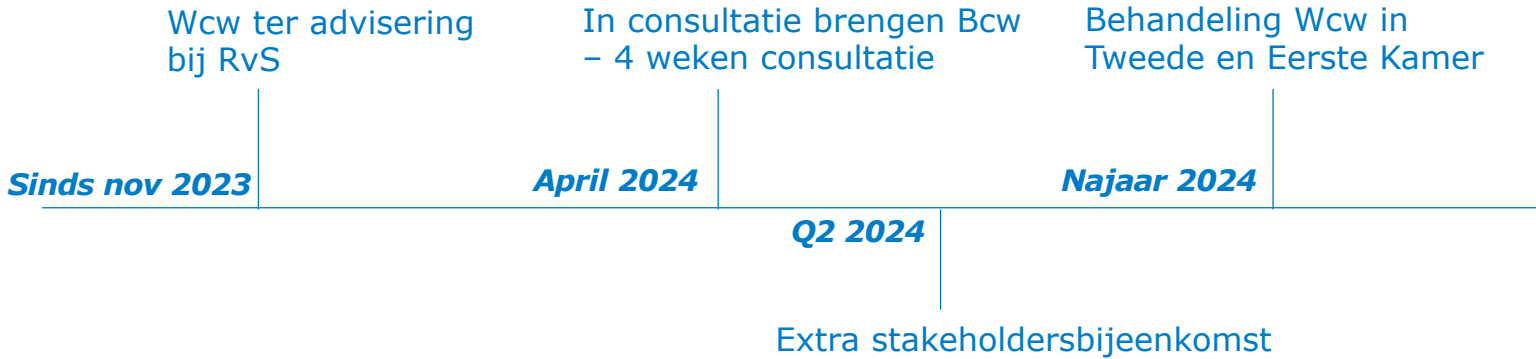 Wcw ter advisering
bij RvS
In consultatie brengen Bcw
– 4 weken consultatie
Behandeling Wcw in
Tweede en Eerste Kamer
Sinds nov 2023
April 2024
Najaar 2024
Q2 2024
Extra stakeholdersbijeenkomst